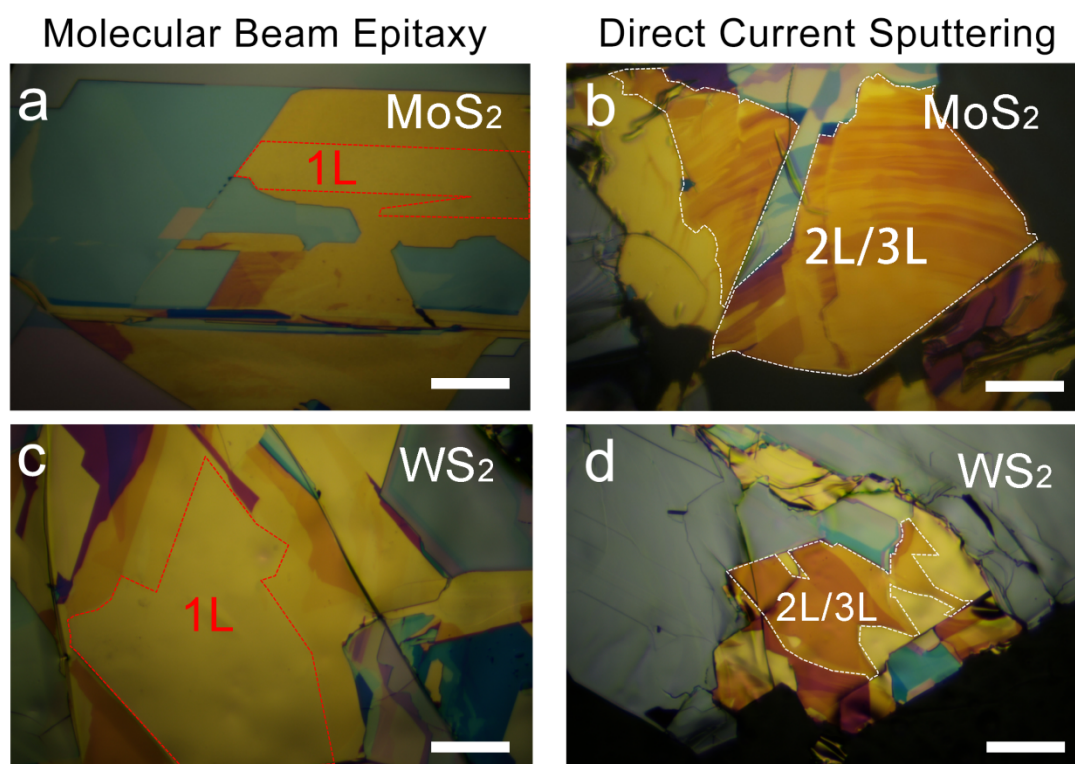 Molecular Beam Epitaxy
Direct Current Sputtering
a
MoS2
1L
b
MoS2
2L/3L
c
WS2
1L
d
WS2
2L/3L